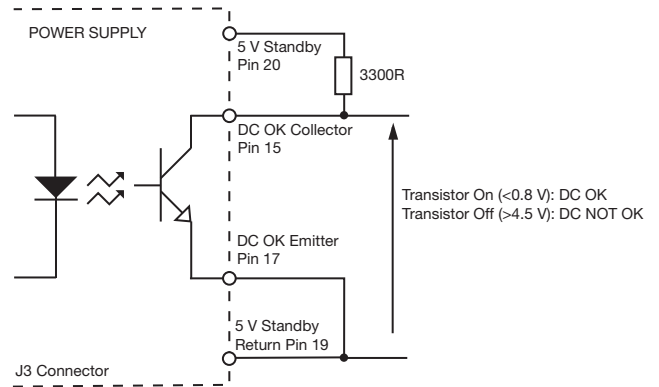 POWER SUPPLY
5 V Standby
Pin 20
3300R
DC OK Collector
Pin 15
Transistor On (<0.8 V): DC OK
Transistor Off (>4.5 V): DC NOT OK
DC OK Emitter
Pin 17
5 V Standby
Return Pin 19
J3 Connector